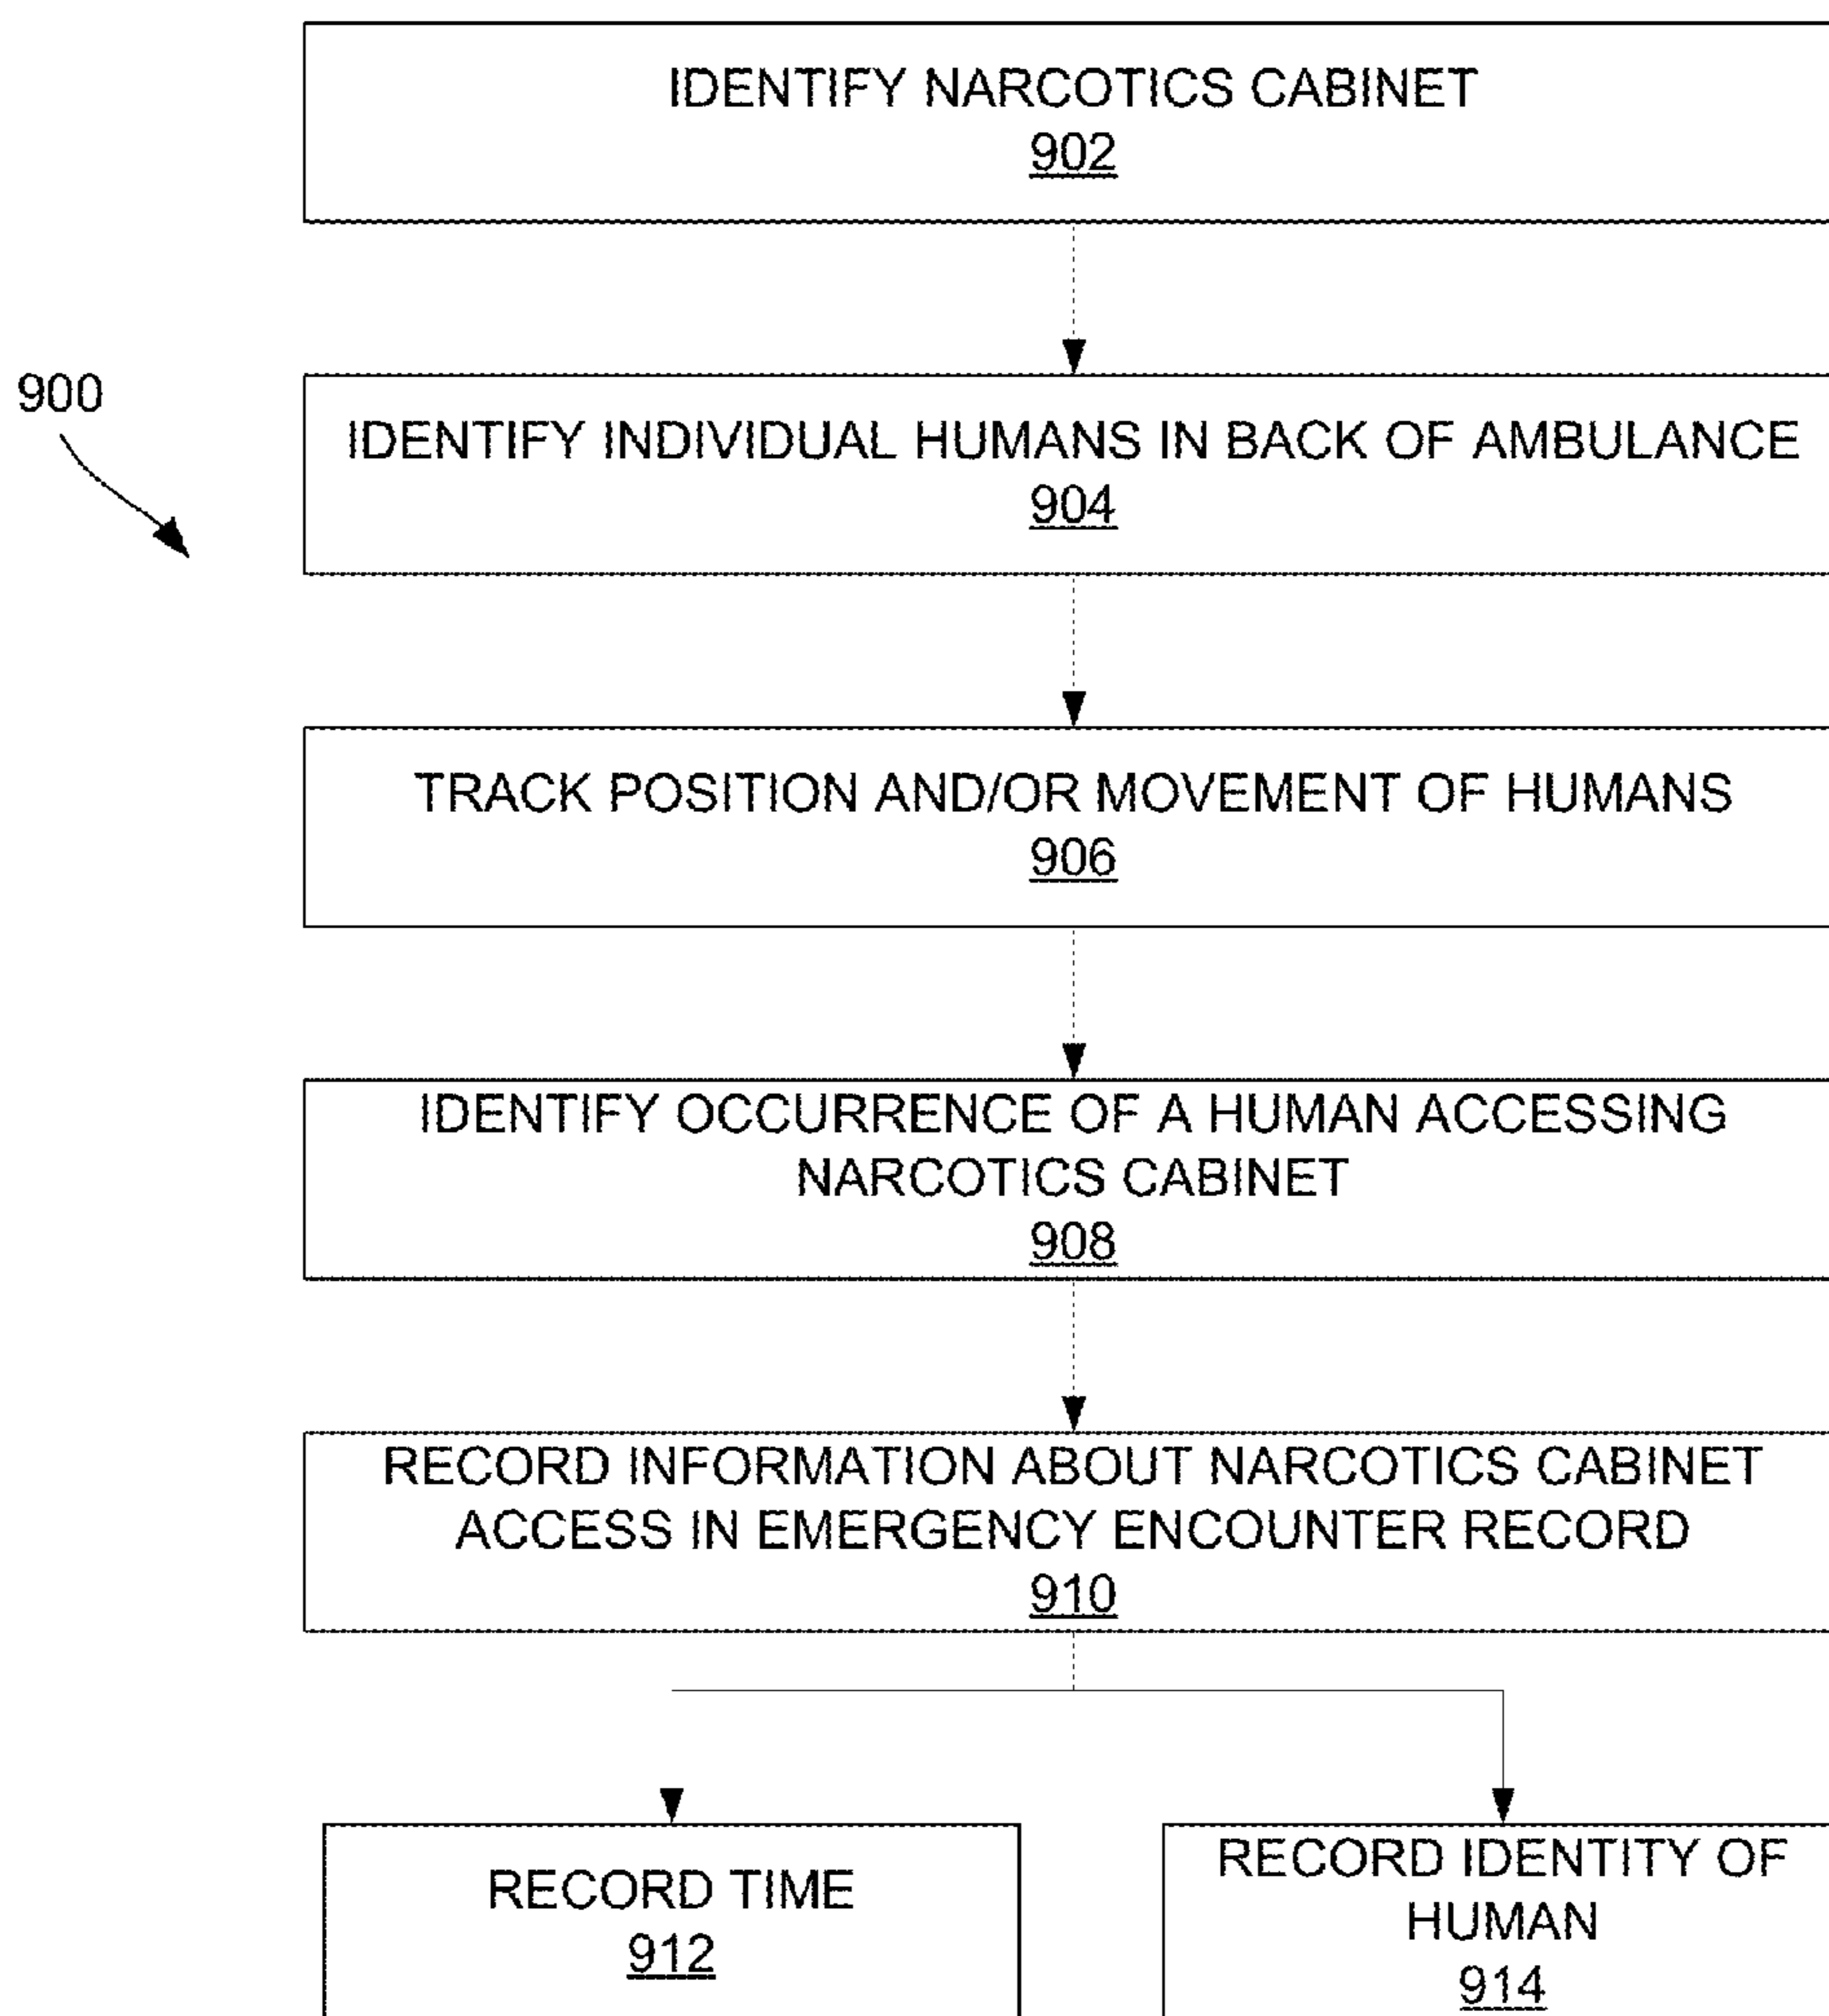 IDENTIFY NARCOTICS CABINET
902
900
IDENTIFY INDIVIDUAL HUMANS IN BACK OF AMBULANCE
904
TRACK POSITION AND/OR MOVEMENT OF HUMANS
906
IDENTIFY OCCURRENCE OF A HUMAN ACCESSING
NARCOTICS CABINET
908
RECORD INFORMATION ABOUT NARCOTICS CABINET
ACCESS IN EMERGENCY ENCOUNTER RECORD
910
RECORD TIME
912
RECORD IDENTITY OF
HUMAN
914